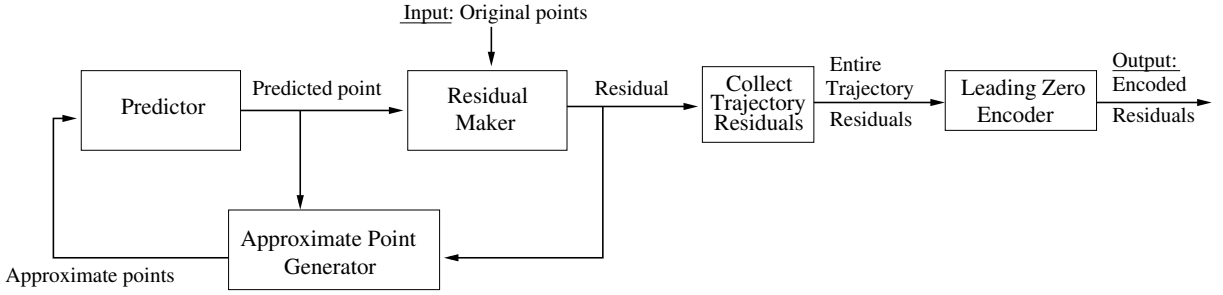 Input: Original points
Predictor
Predicted point
Residual
Maker
Residual
Collect
Trajectory
Residuals
Entire
Trajectory
Residuals
Leading Zero
Encoder
Output:
Encoded
Residuals
Approximate Point
Generator
Approximate points